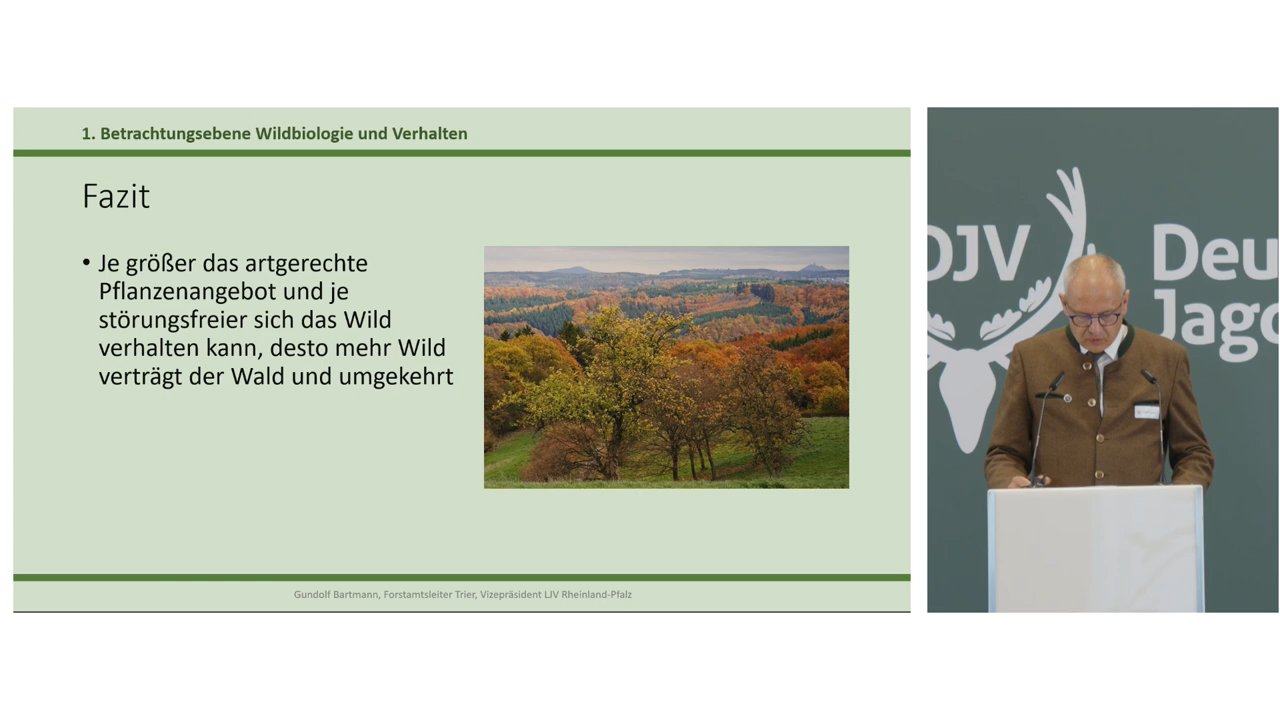 1. Betrachtungsebene Wildbiologie und Verhalten
Fazit
• Je größer das artgerechte
Pflanzenangebot und je
störungsfreier sich das Wild
verhalten kann, desto mehr Wild
verträgt der Wald und umgekehrt
Gundolf Bartmann, Forstamtsleiter Trier, Vizepräsident LJV Rheinland-Pfalz
DJV
Deu
Jagd